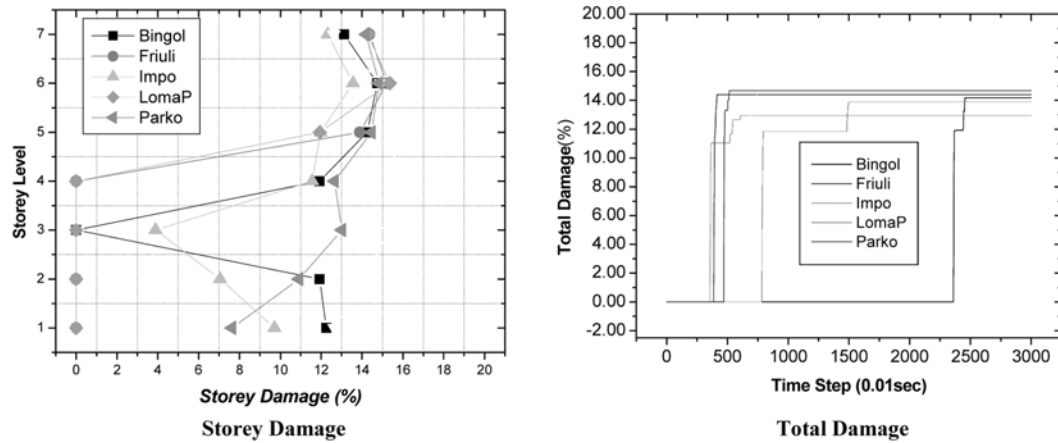 Bingol
Friuli
Impo
LomaP
Parko
Storey Level
7
6
5
4
3
2
1
0 2 4 6 8 10 12 14 16 18 20
Storey Damage (%)
Storey Damage
Total Damage(%)
20.00
18.00
16.00
14.00
12.00
10.00
8.00
6.00
4.00
2.00
0.00
-2.00
Bingol
Friuli
Impo
LomaP
Parko
0 500 1000 1500 2000 2500 3000
Time Step (0.01sec)
Total Damage